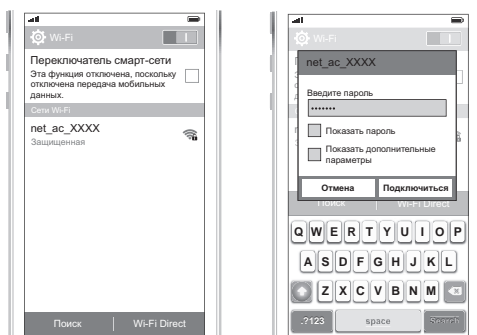 Wi-Fi
Переключатель смарт-сети
Эта функция отключена, поскольку
отключена передача мобильных
данных.
Сети Wi-Fi
net_ac_XXXX
Защищенная
Поиск
Wi-Fi Direct
Wi-Fi
net_ac_XXXX
Введите пароль
•••••••
Показать пароль
Показать дополнительные
параметры
Отмена
Подключиться
Поиск
Wi-Fi Direct
Q W E R T Y U I O P
A S D F G H J K L
Z X C V B N M
.?123 space Search